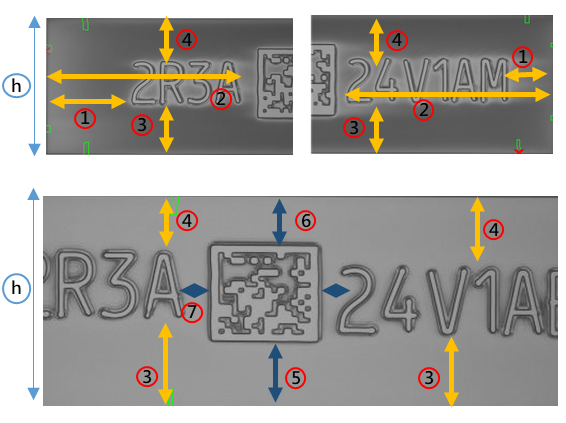 ④ ④ ①
h 2R3A 24V1AM
① ② ③ ③ ②
④ ⑥ ④
h 2R3A 24V1AE
⑦
③ ⑤ ③